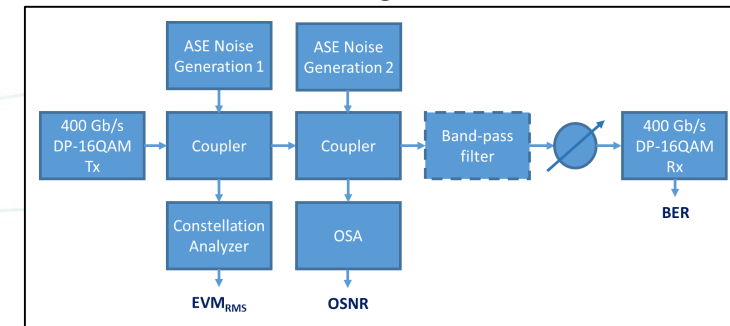 ASE Noise
Generation 1
ASE Noise
Generation 2
400 Gb/s
DP-16QAM
Tx
Coupler
Coupler
Band-pass
filter
400 Gb/s
DP-16QAM
Rx
BER
Constellation
Analyzer
OSA
EVMRMS
OSNR